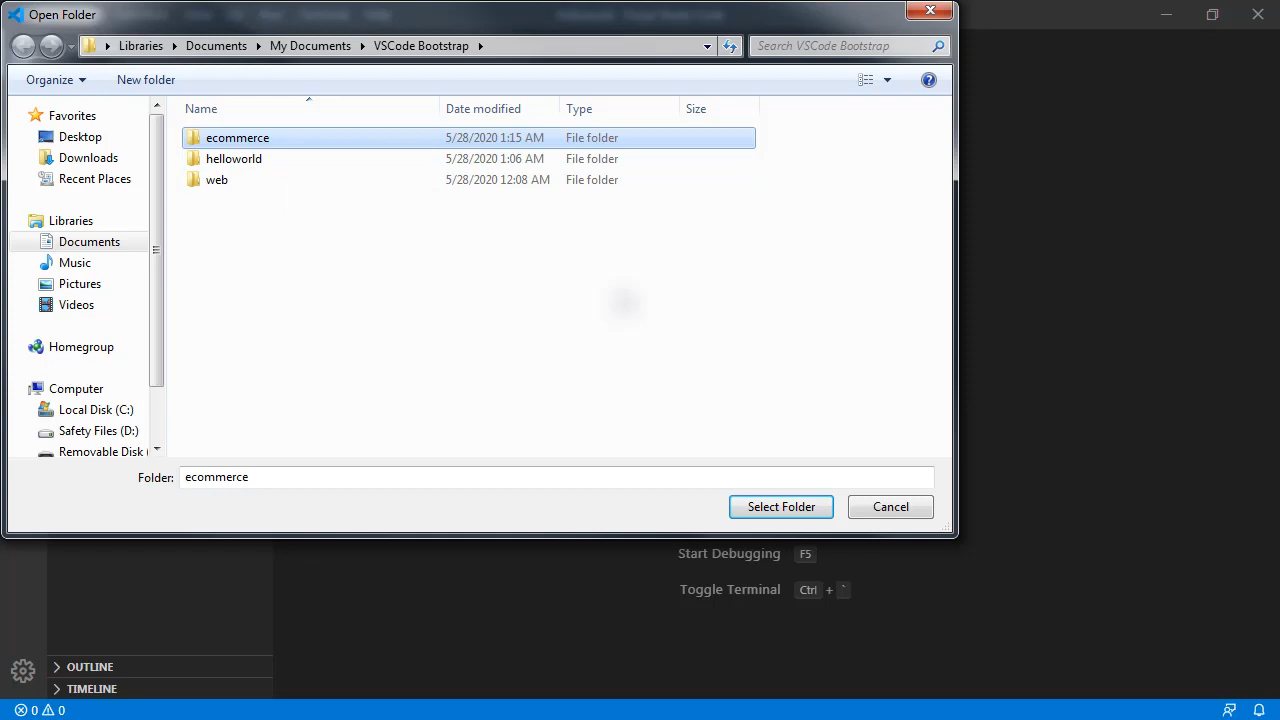 Open Folder
Libraries Documents My Documents VSCode Bootstrap
Search VSCode Bootstrap
Organize New folder
Name Date modified Type Size
Favorites
Desktop
Downloads
Recent Places
Libraries
Documents
Music
Pictures
Videos
Homegroup
Computer
Local Disk (C:)
Safety Files (D:)
Removable Disk
ecommerce 5/28/2020 1:15 AM File folder
helloworld 5/28/2020 1:06 AM File folder
web 5/28/2020 12:08 AM File folder
Folder: ecommerce
Select Folder Cancel
Start Debugging F5
Toggle Terminal Ctrl + `
OUTLINE
TIMELINE
0 0